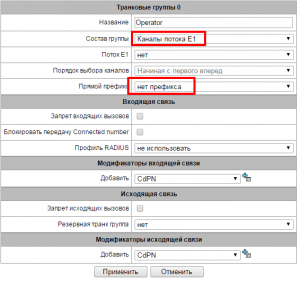 Транковые группы 0
Название Operator
Состав группы Каналы потока E1
Поток E1 нет
Порядок выбора каналов Начиная с первого вперед
Прямой префикс нет префикса
Входящая связь
Запрет входящих вызовов
Блокировать передачу Connected number
Профиль RADIUS не использовать
Модификаторы входящей связи
Добавить CdPN
Исходящая связь
Запрет исходящих вызовов
Резервная транк группа нет
Модификаторы исходящей связи
Добавить CdPN
Применить Отменить